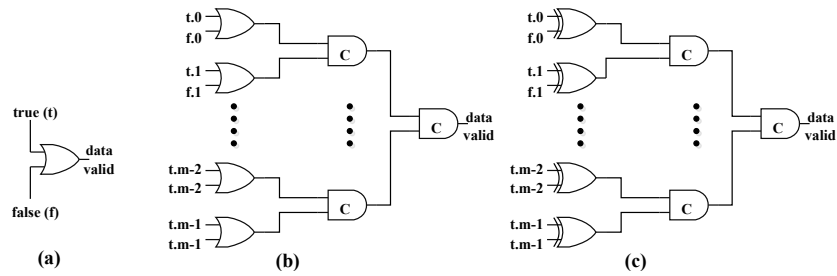 true (t)
data
valid
false (f)
(a)
t.0
f.0
t.1
f.1
t.m-2
t.m-2
t.m-1
t.m-1
C
C
C
data
valid
(b)
t.0
f.0
t.1
f.1
t.m-2
t.m-2
t.m-1
t.m-1
C
C
C
data
valid
(c)